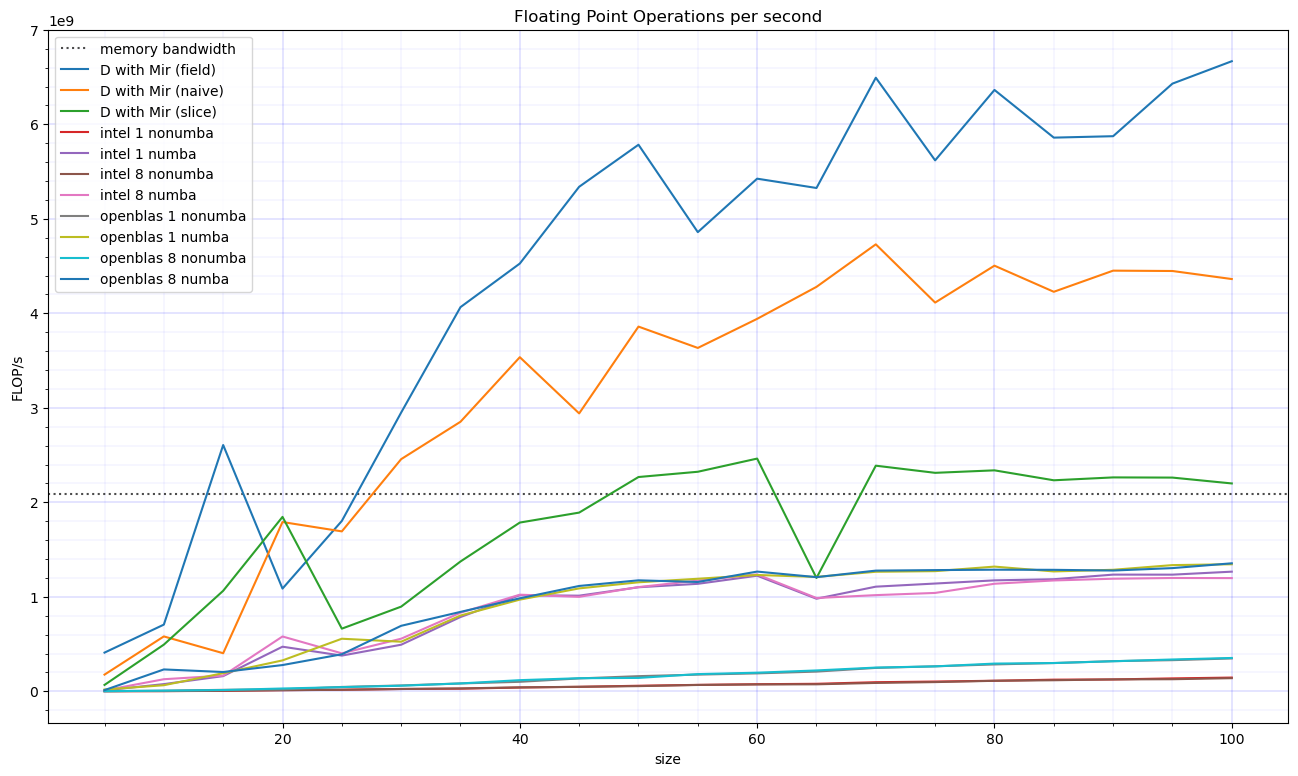 Floating Point Operations per second
1e9
7
6
5
4
3
2
1
0
FLOP/s
memory bandwidth
D with Mir (field)
D with Mir (naive)
D with Mir (slice)
intel 1 nonumba
intel 1 numba
intel 8 nonumba
intel 8 numba
openblas 1 nonumba
openblas 1 numba
openblas 8 nonumba
openblas 8 numba
20 40 60 80 100
size